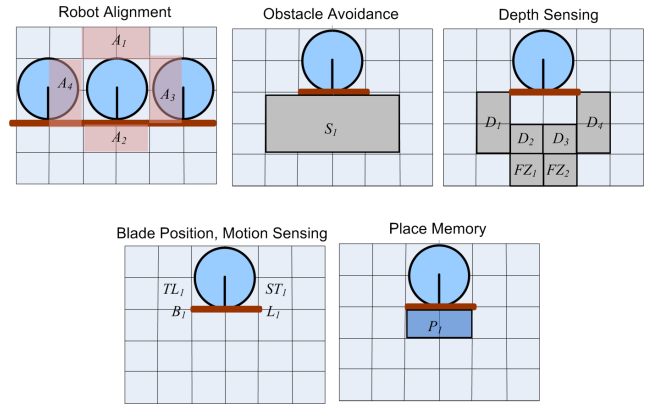 Robot Alignment
A1
A4
A3
A2
Obstacle Avoidance
S1
Depth Sensing
D1
D4
D2
D3
FZ1
FZ2
Blade Position, Motion Sensing
TL1
ST1
B1
L1
Place Memory
P1